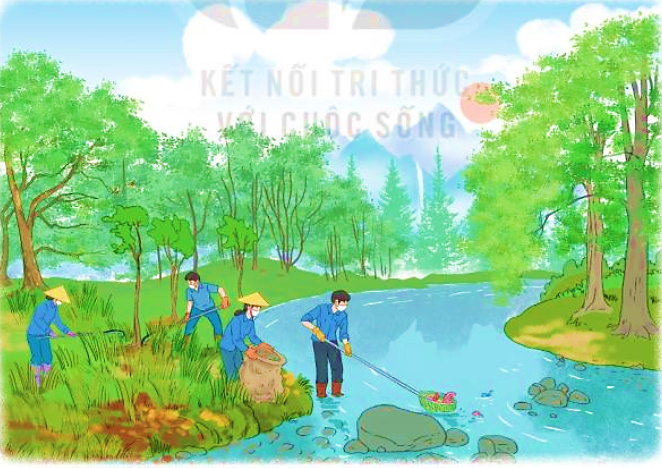 KẾT NỐI TRI THỨC
VỚI CUỘC SỐNG